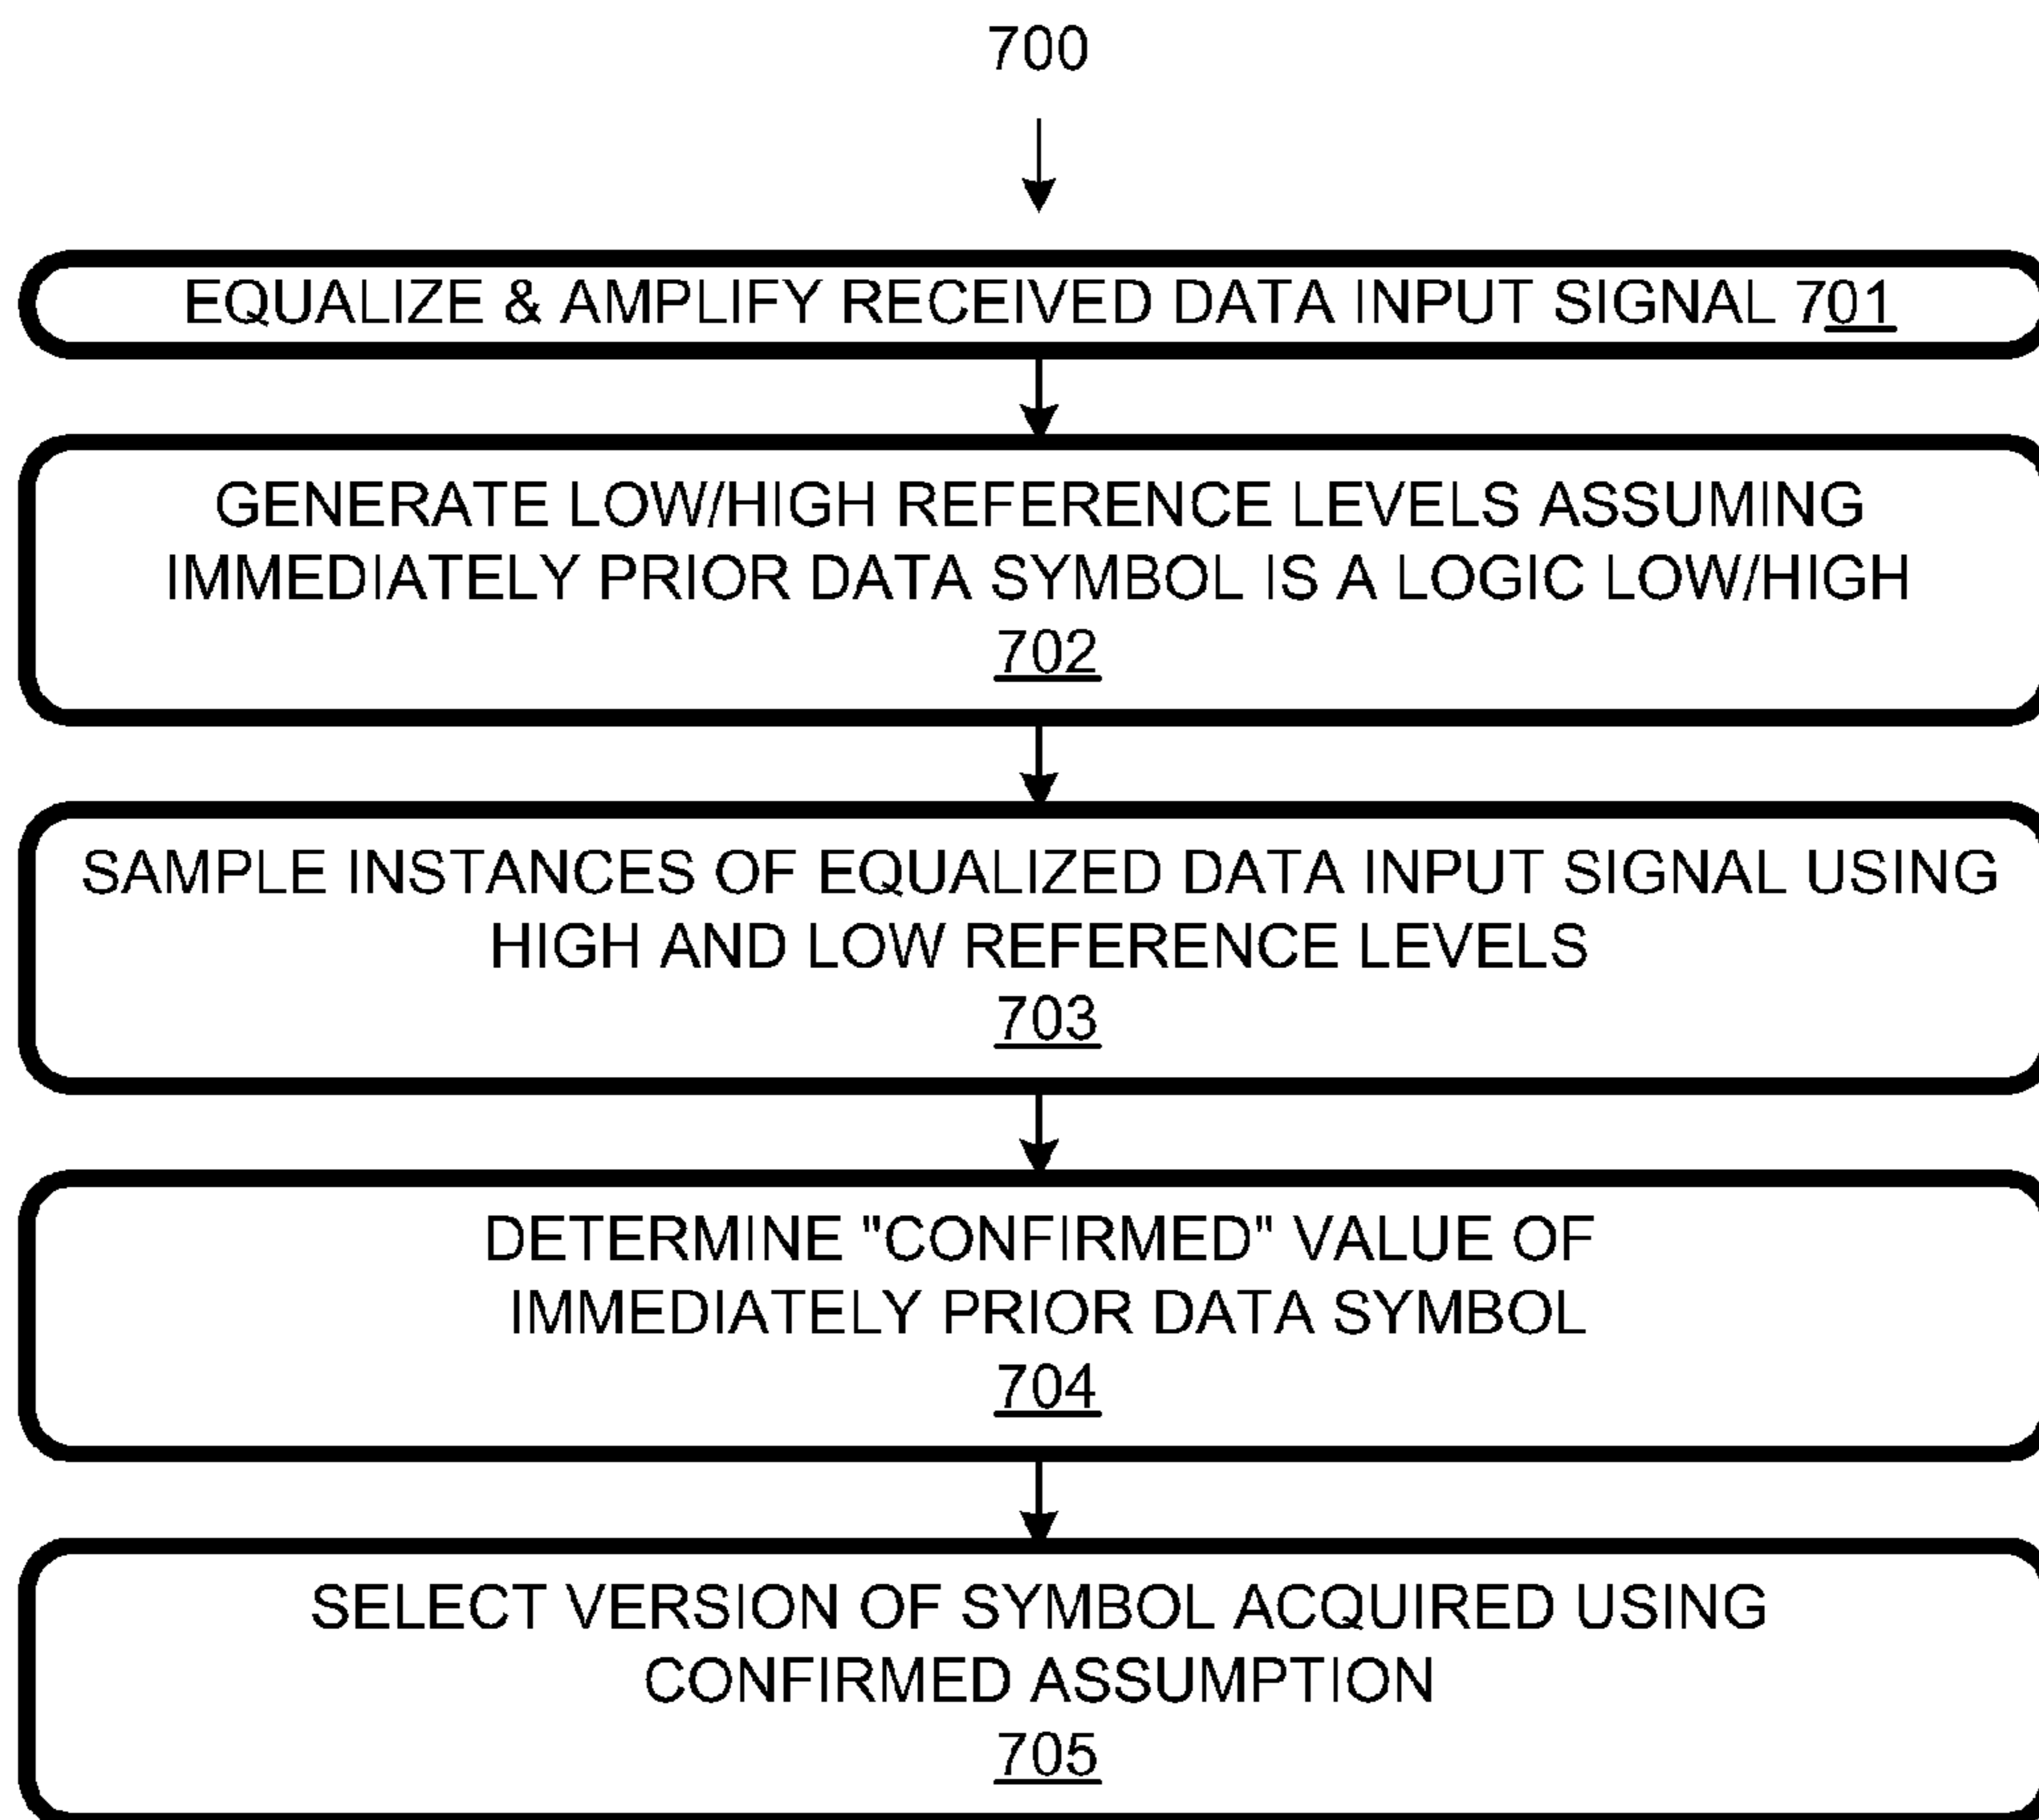 700
EQUALIZE & AMPLIFY RECEIVED DATA INPUT SIGNAL 701
GENERATE LOW/HIGH REFERENCE LEVELS ASSUMING
IMMEDIATELY PRIOR DATA SYMBOL IS A LOGIC LOW/HIGH
702
SAMPLE INSTANCES OF EQUALIZED DATA INPUT SIGNAL USING
HIGH AND LOW REFERENCE LEVELS
703
DETERMINE "CONFIRMED" VALUE OF
IMMEDIATELY PRIOR DATA SYMBOL
704
SELECT VERSION OF SYMBOL ACQUIRED USING
CONFIRMED ASSUMPTION
705